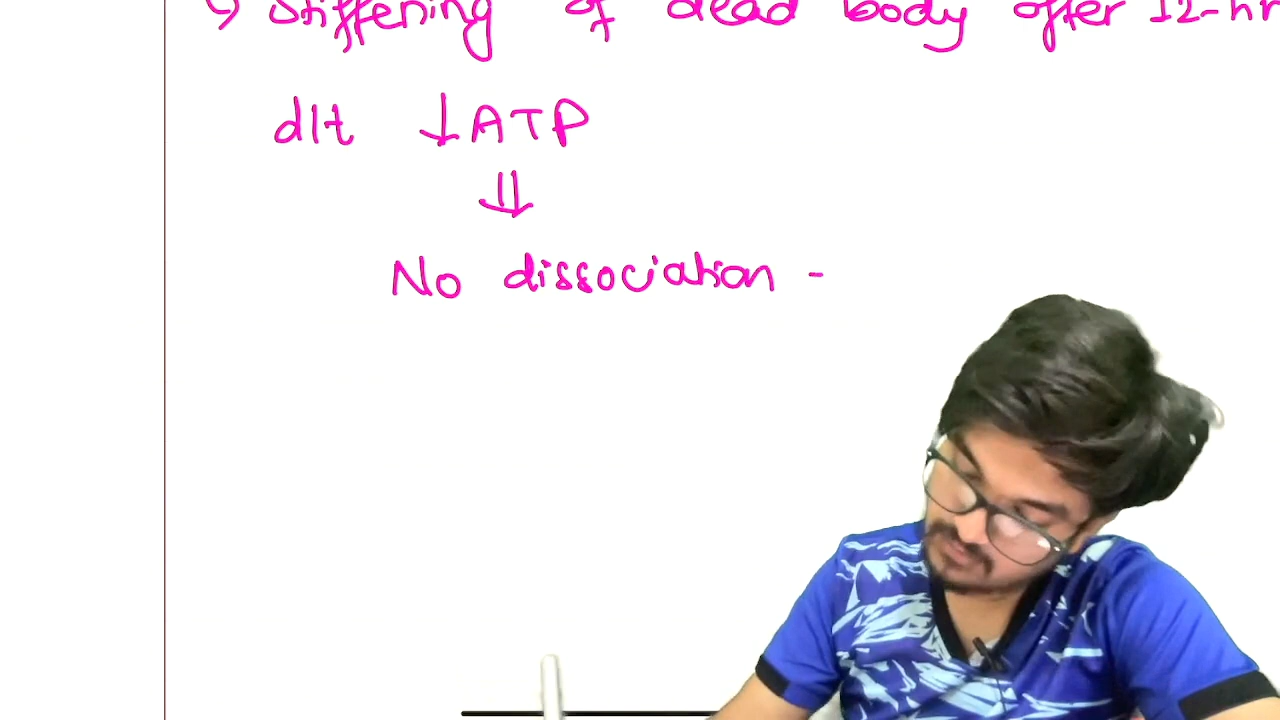 ↳ Stiffening of dead body after 12-hr
d/t ↓ATP
⇓
No dissociation -